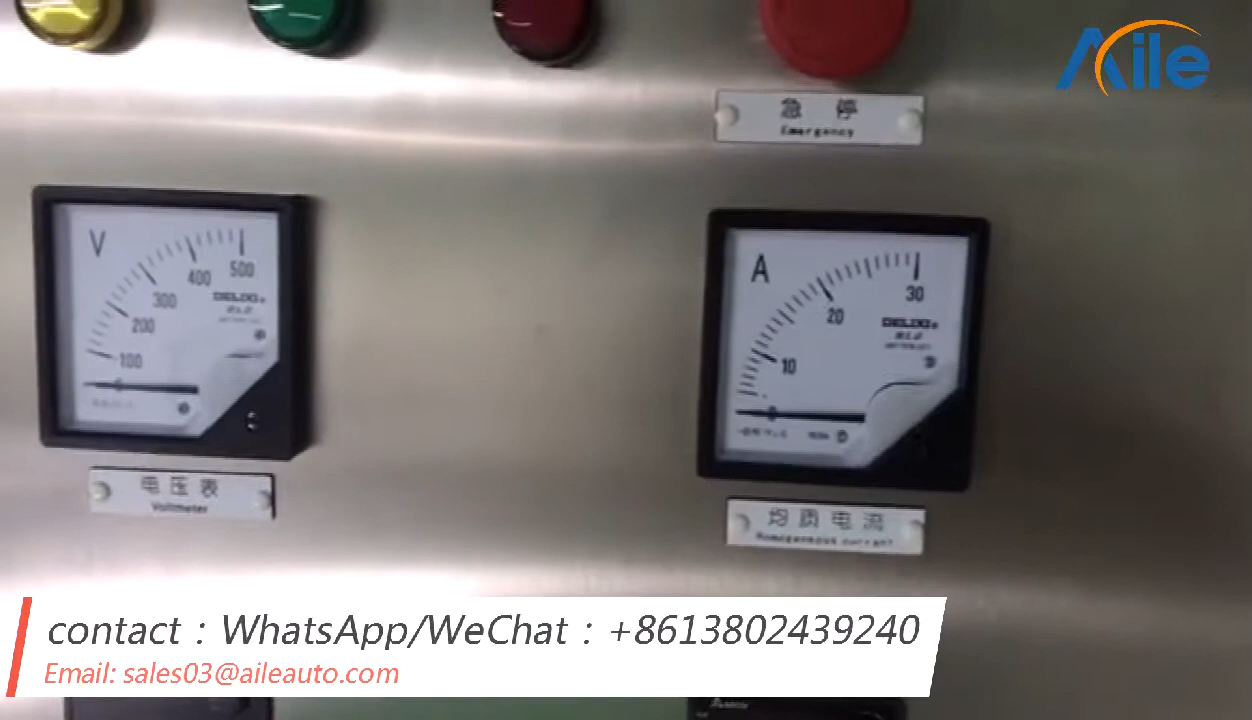 Aile
急 停
Emergency
V
100
200
300
400
500
DELIXI
A
10
20
30
DELIXI
电压表
Voltmeter
均质电流
Homogeneous current
contact : WhatsApp/WeChat : +8613802439240
Email: sales03@aileauto.com